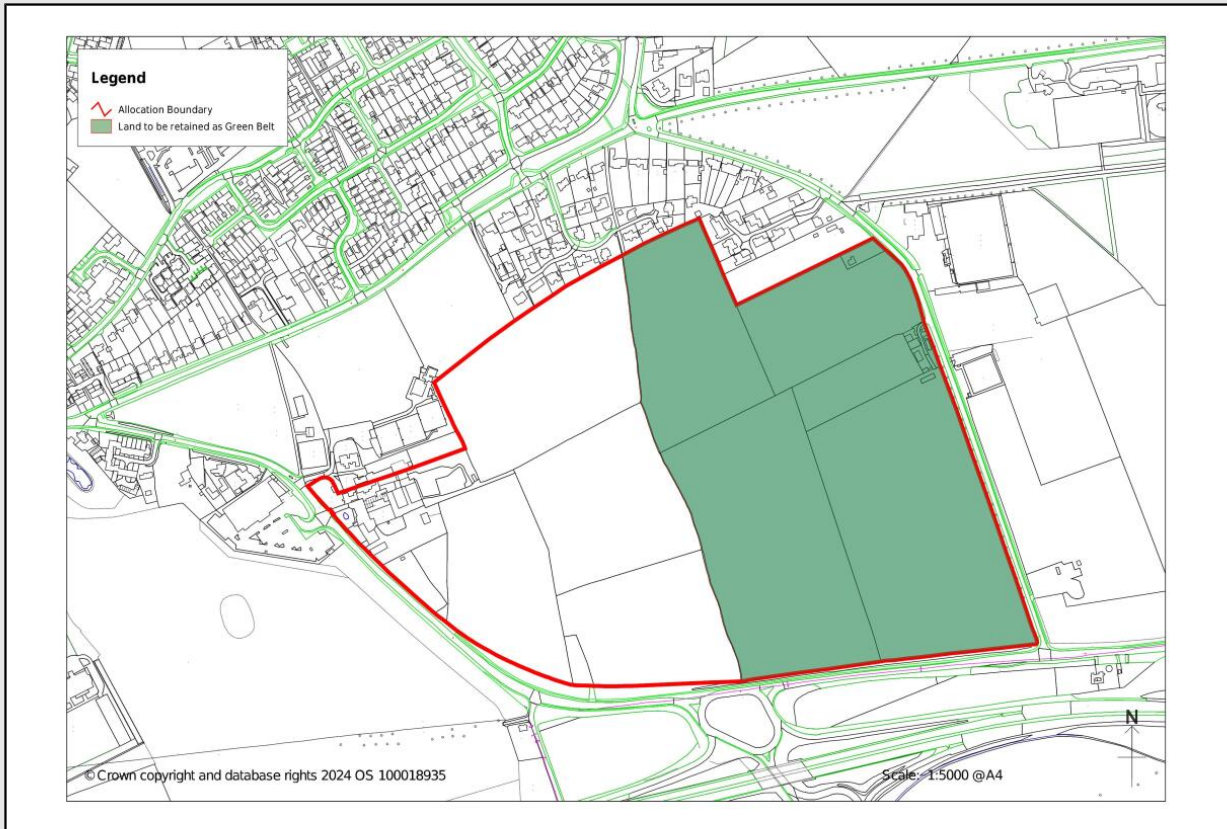 Legend
Allocation Boundary
Land to be retained as Green Belt
N
© Crown copyright and database rights 2024 OS 100018935
Scale:- 1:5000 @A4